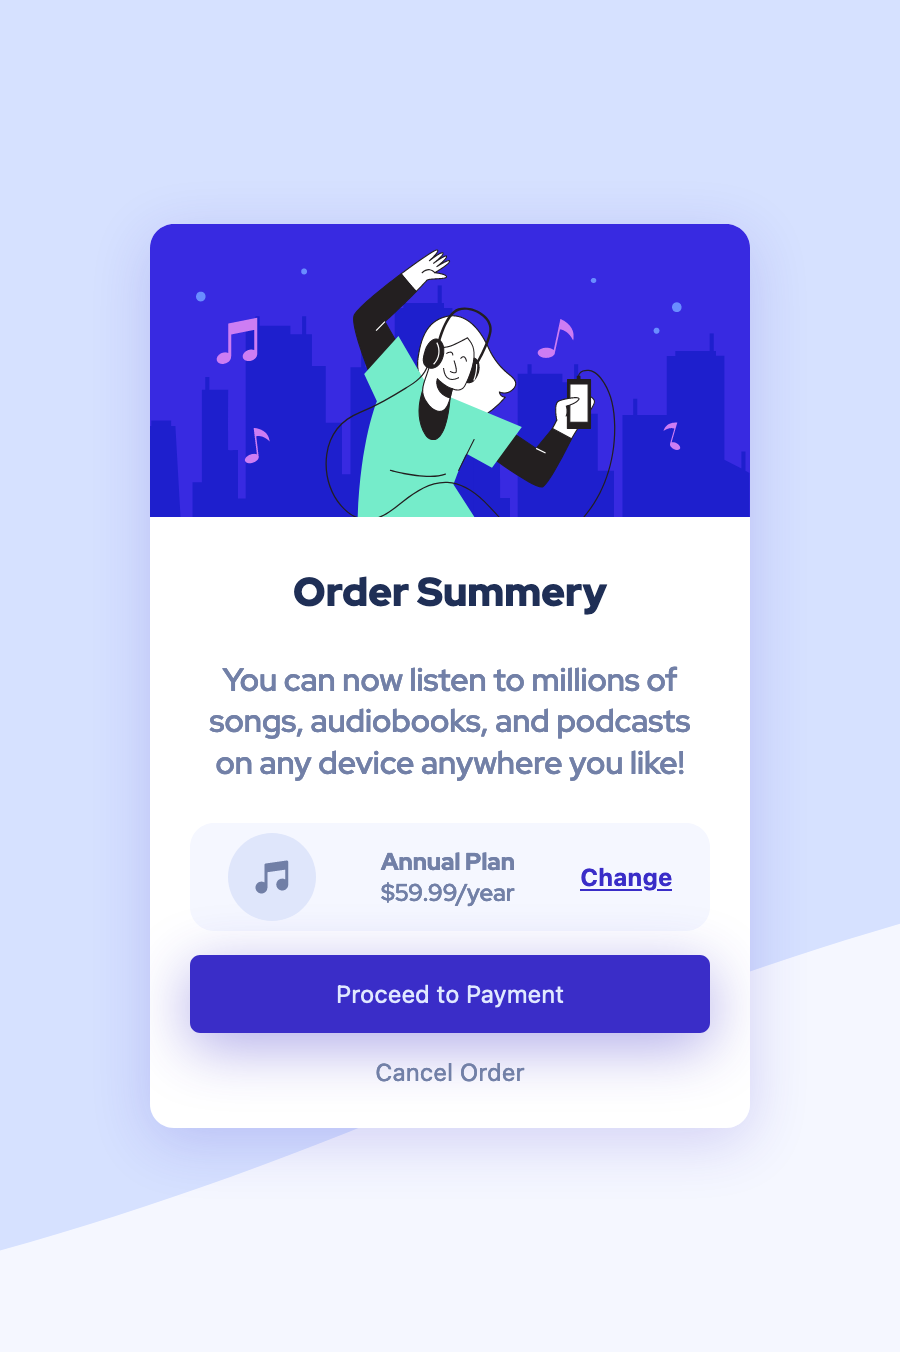 Order Summery
You can now listen to millions of
songs, audiobooks, and podcasts
on any device anywhere you like!
Annual Plan
$59.99/year
Change
Proceed to Payment
Cancel Order